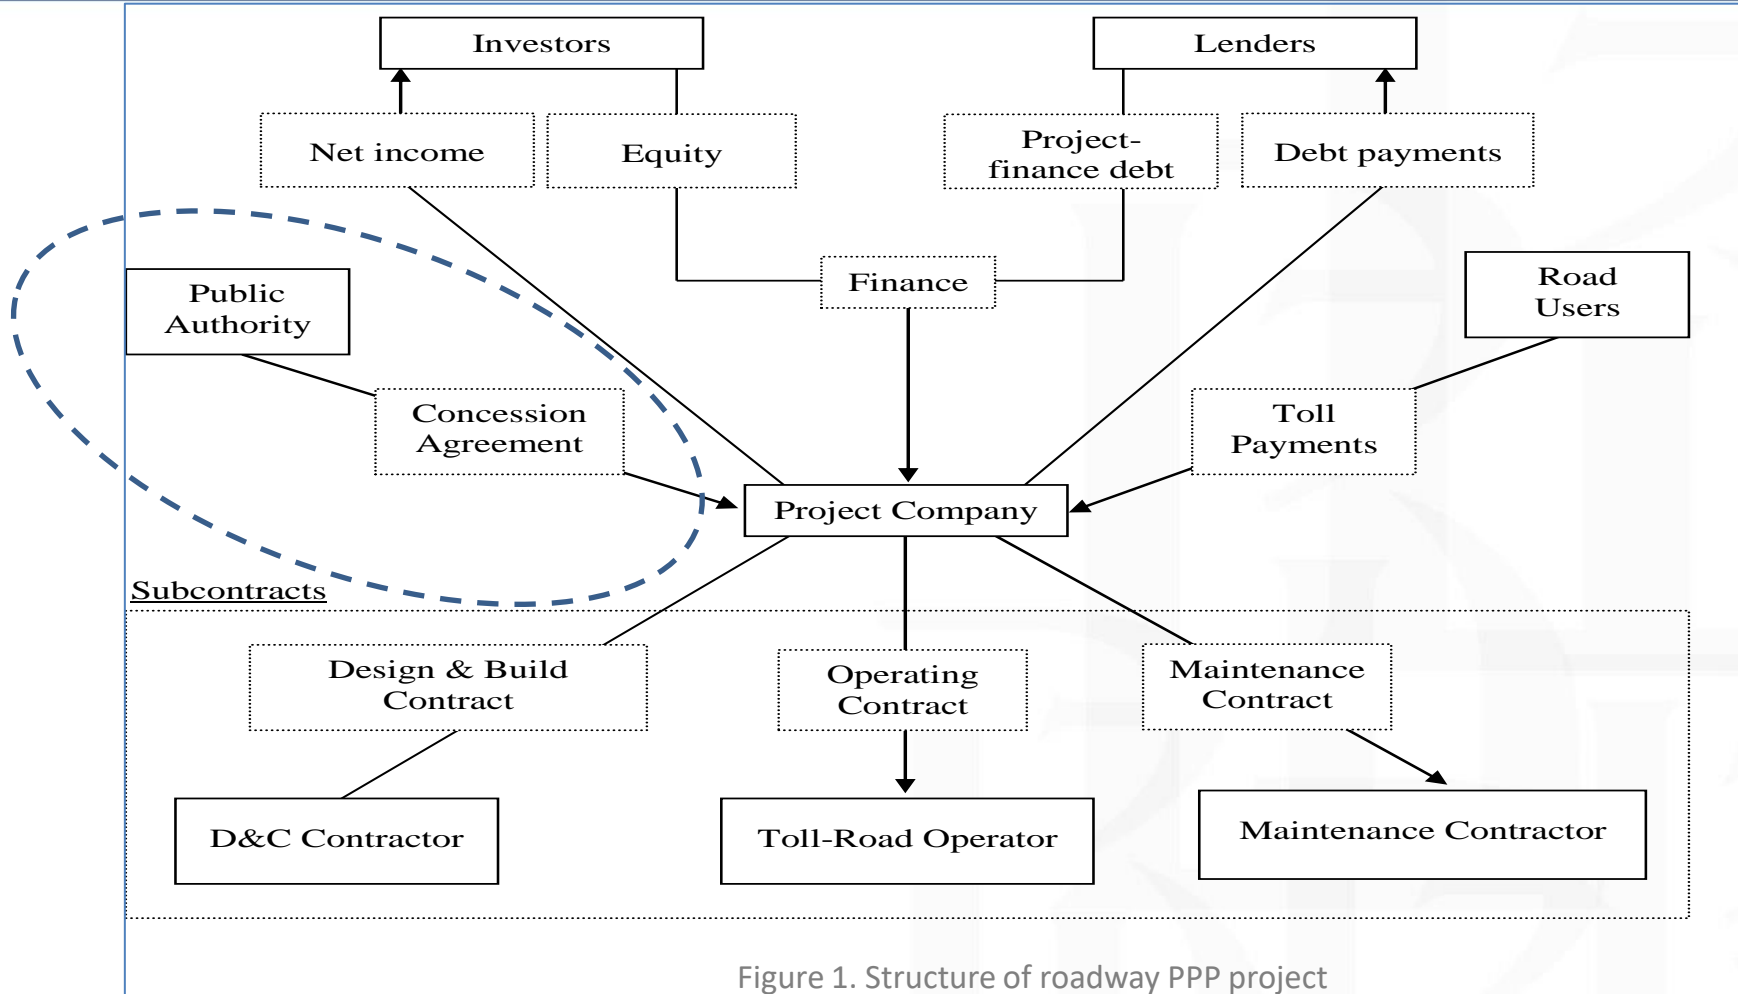 Investors
Lenders
Net income
Equity
Project-
finance debt
Debt payments
Finance
Public
Authority
Road
Users
Concession
Agreement
Toll
Payments
Project Company
Subcontracts
Design & Build
Contract
Operating
Contract
Maintenance
Contract
D&C Contractor
Toll-Road Operator
Maintenance Contractor
Figure 1. Structure of roadway PPP project